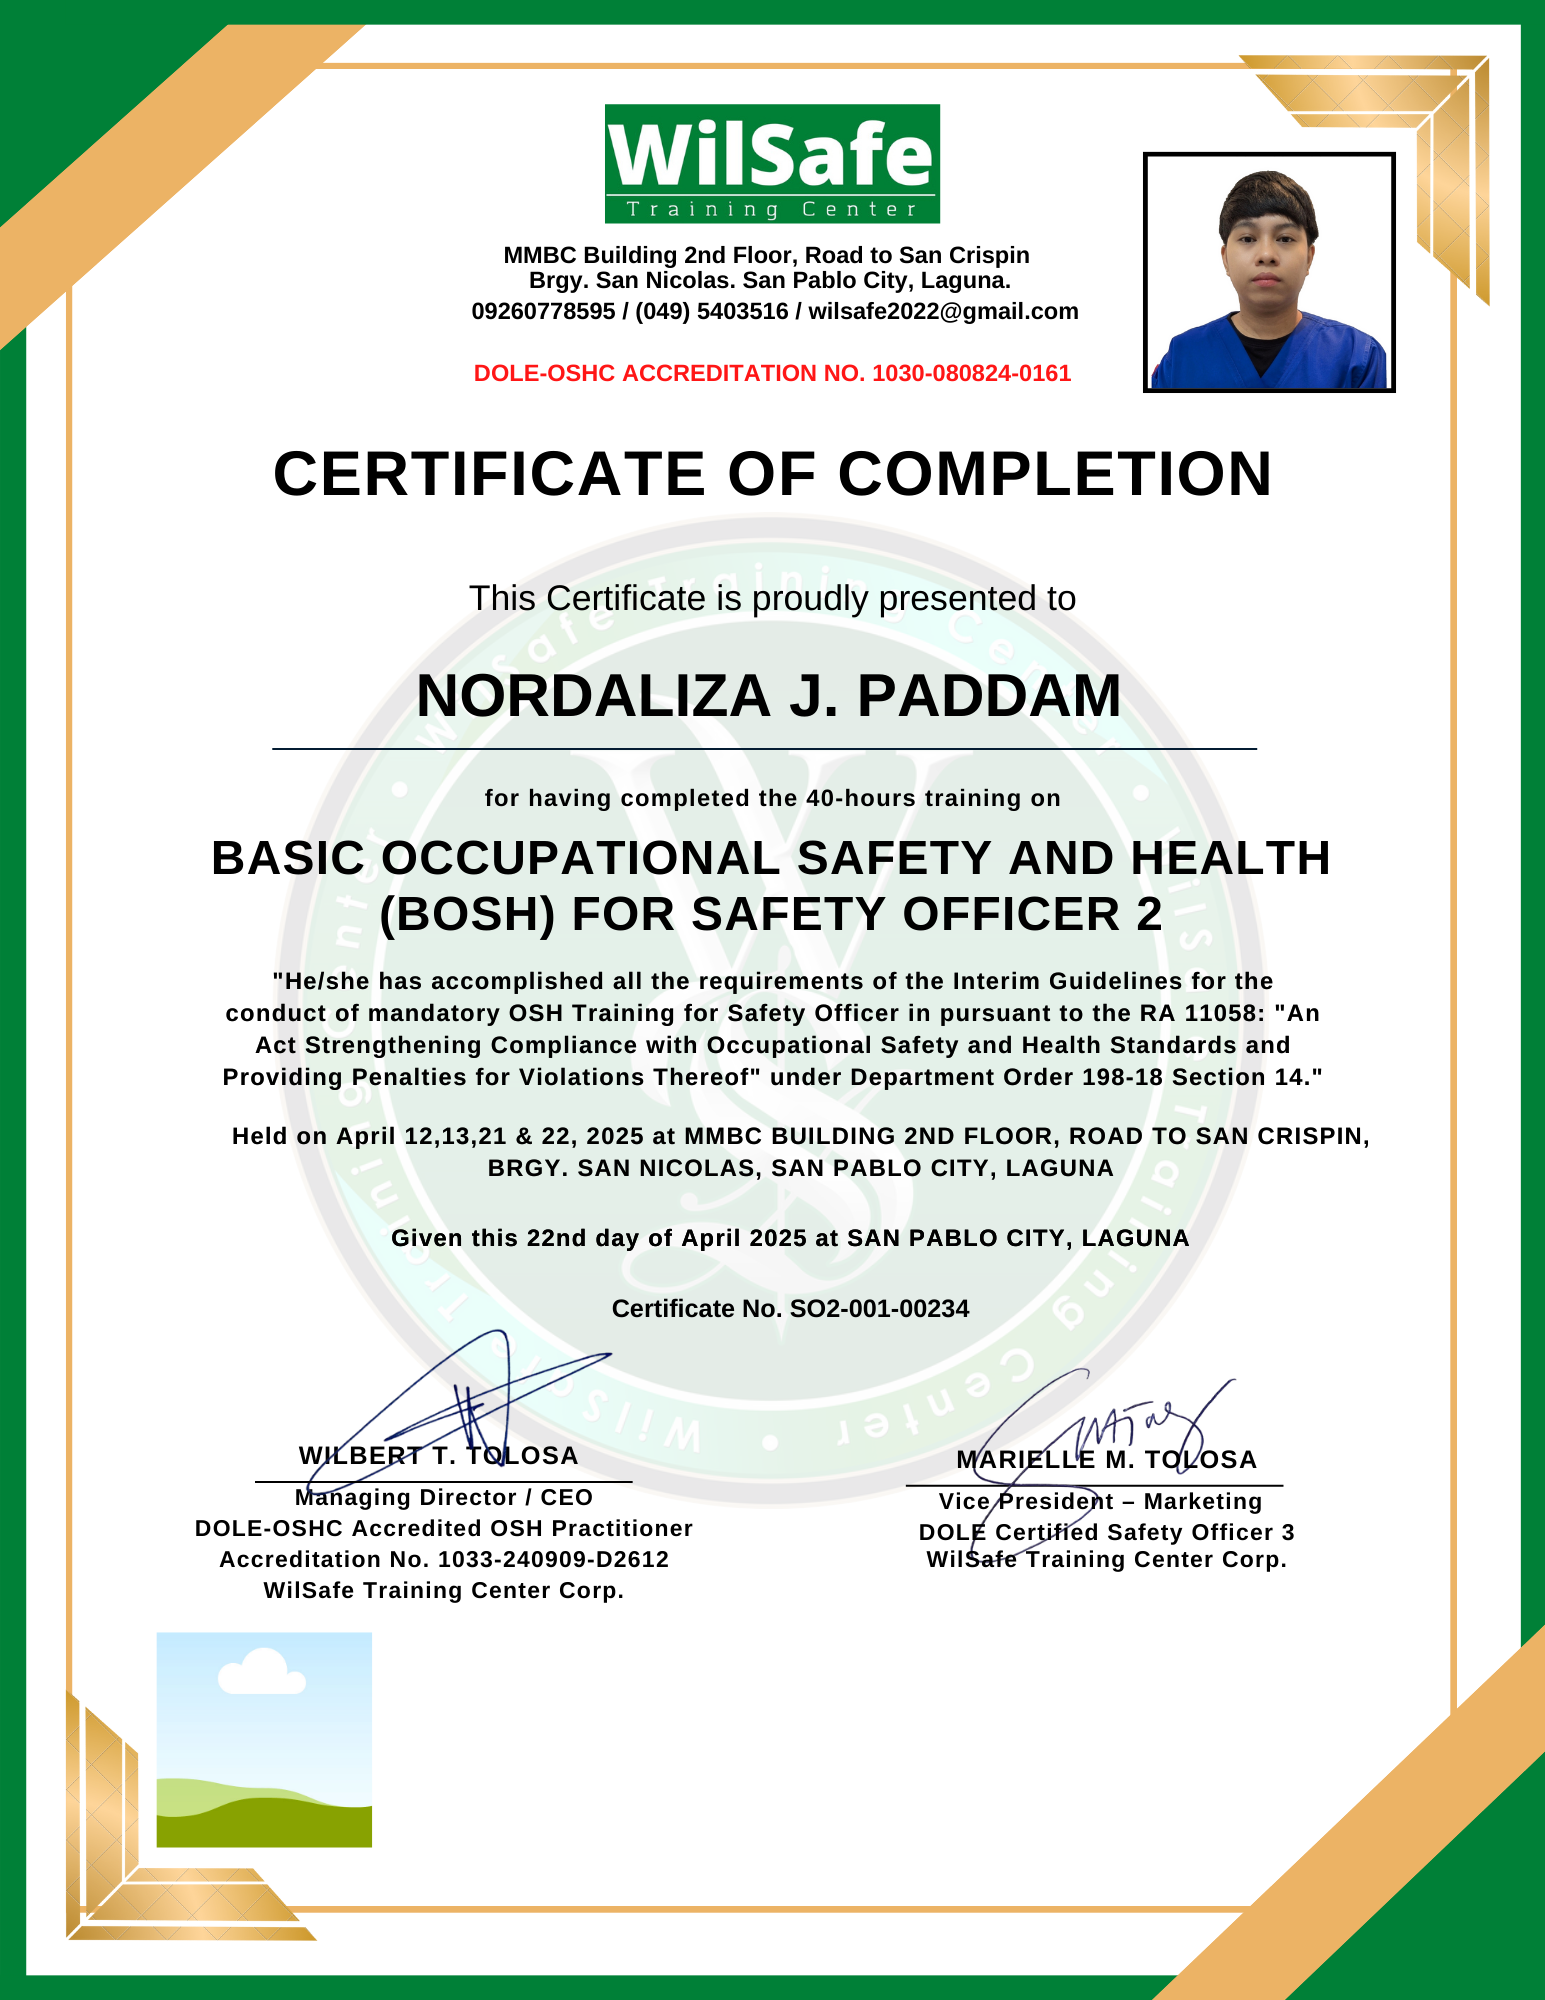 WilSafe
Training Center
MMBC Building 2nd Floor, Road to San Crispin
Brgy. San Nicolas. San Pablo City, Laguna.
09260778595 / (049) 5403516 / wilsafe2022@gmail.com
DOLE-OSHC ACCREDITATION NO. 1030-080824-0161
CERTIFICATE OF COMPLETION
This Certificate is proudly presented to
NORDALIZA J. PADDAM
for having completed the 40-hours training on
BASIC OCCUPATIONAL SAFETY AND HEALTH
(BOSH) FOR SAFETY OFFICER 2
"He/she has accomplished all the requirements of the Interim Guidelines for the
conduct of mandatory OSH Training for Safety Officer in pursuant to the RA 11058: "An
Act Strengthening Compliance with Occupational Safety and Health Standards and
Providing Penalties for Violations Thereof" under Department Order 198-18 Section 14."
Held on April 12,13,21 & 22, 2025 at MMBC BUILDING 2ND FLOOR, ROAD TO SAN CRISPIN,
BRGY. SAN NICOLAS, SAN PABLO CITY, LAGUNA
Given this 22nd day of April 2025 at SAN PABLO CITY, LAGUNA
Certificate No. SO2-001-00234
WILBERT T. TOLOSA
Managing Director / CEO
DOLE-OSHC Accredited OSH Practitioner
Accreditation No. 1033-240909-D2612
WilSafe Training Center Corp.
MARIELLE M. TOLOSA
Vice President – Marketing
DOLE Certified Safety Officer 3
WilSafe Training Center Corp.
WilSafe Training Center • WilSafe Training Center • WilSafe Training Center •